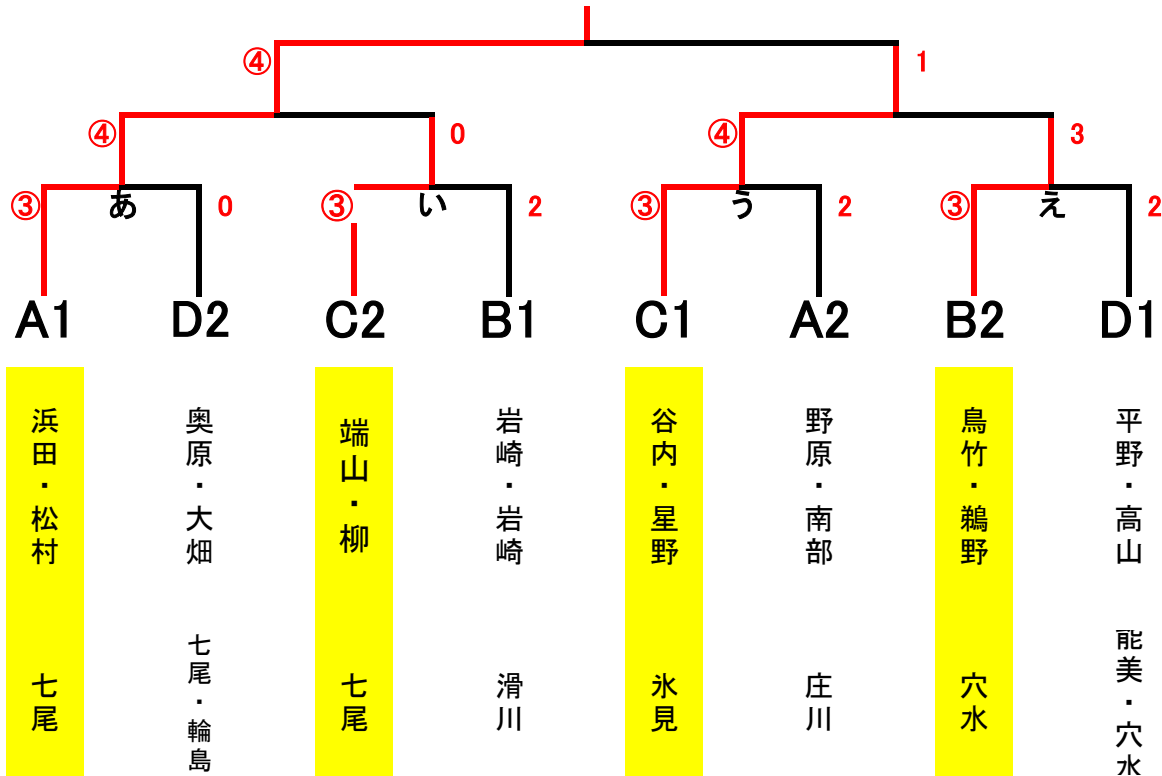 ④ 1
④ 0 ④ 3
③ あ 0 ③ い 2 ③ う 2 ③ え 2
A1 D2 C2 B1 C1 A2 B2 D1
浜田・松村
七尾
奥原・大畑
七尾・輪島
端山・柳
七尾
岩崎・岩崎
滑川
谷内・星野
氷見
野原・南部
庄川
鳥竹・鵜野
穴水
平野・高山
能美・穴水